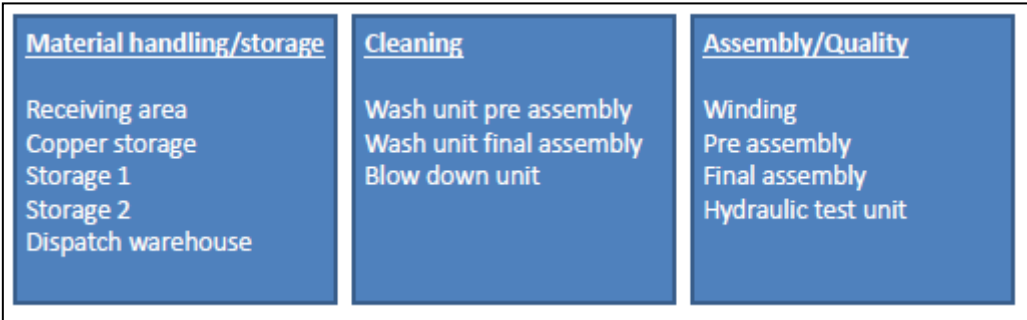 Material handling/storage
Receiving area
Copper storage
Storage 1
Storage 2
Dispatch warehouse
Cleaning
Wash unit pre assembly
Wash unit final assembly
Blow down unit
Assembly/Quality
Winding
Pre assembly
Final assembly
Hydraulic test unit